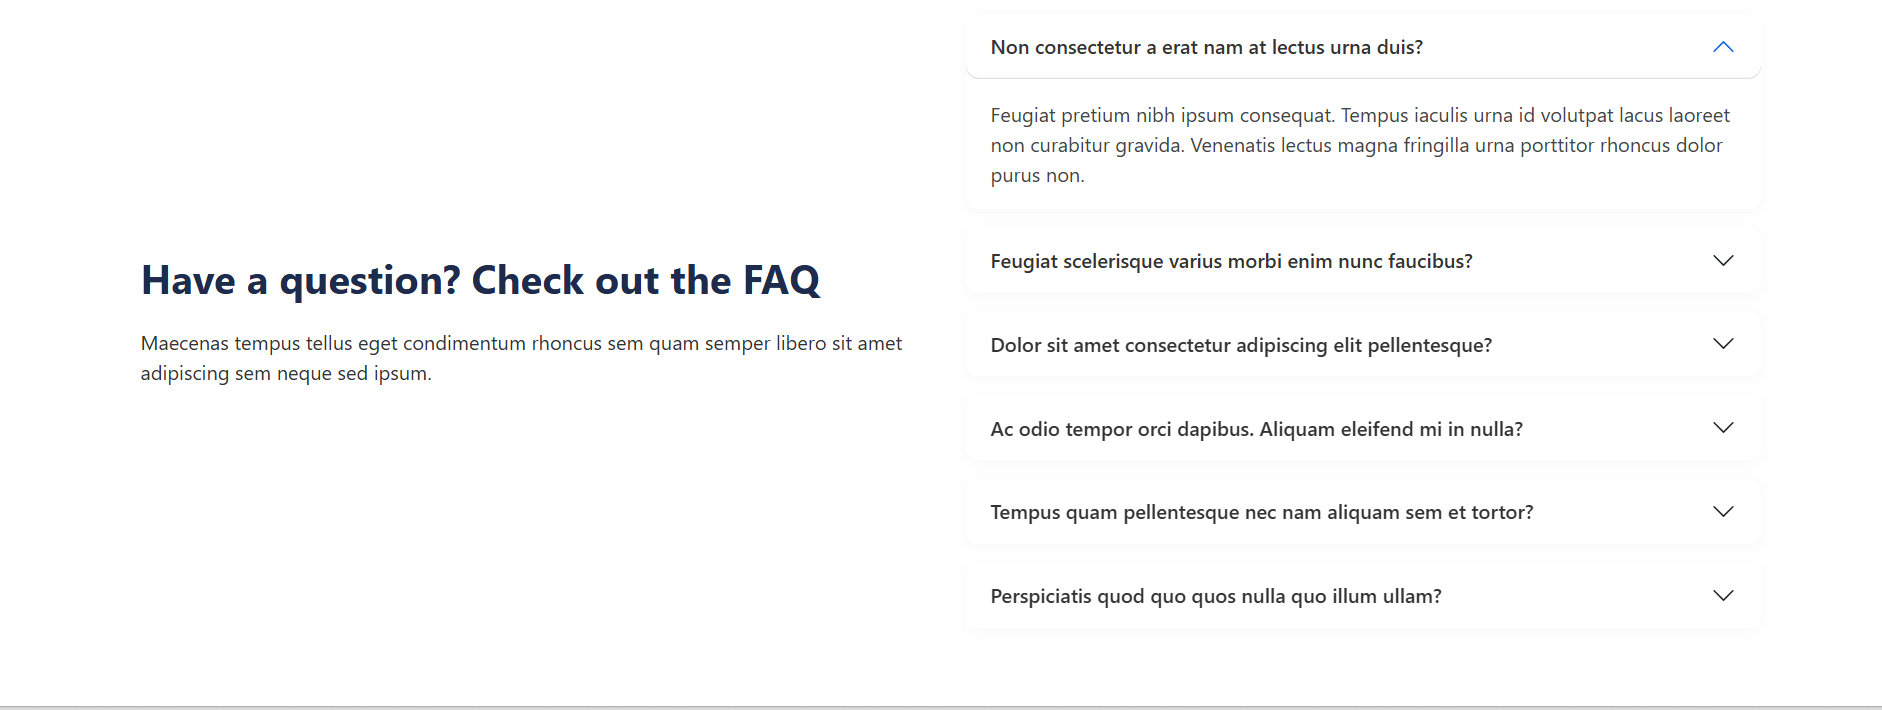 Have a question? Check out the FAQ
Maecenas tempus tellus eget condimentum rhoncus sem quam semper libero sit amet
adipiscing sem neque sed ipsum.
Non consectetur a erat nam at lectus urna duis?
Feugiat pretium nibh ipsum consequat. Tempus iaculis urna id volutpat lacus laoreet
non curabitur gravida. Venenatis lectus magna fringilla urna porttitor rhoncus dolor
purus non.
Feugiat scelerisque varius morbi enim nunc faucibus?
Dolor sit amet consectetur adipiscing elit pellentesque?
Ac odio tempor orci dapibus. Aliquam eleifend mi in nulla?
Tempus quam pellentesque nec nam aliquam sem et tortor?
Perspiciatis quod quo quos nulla quo illum ullam?